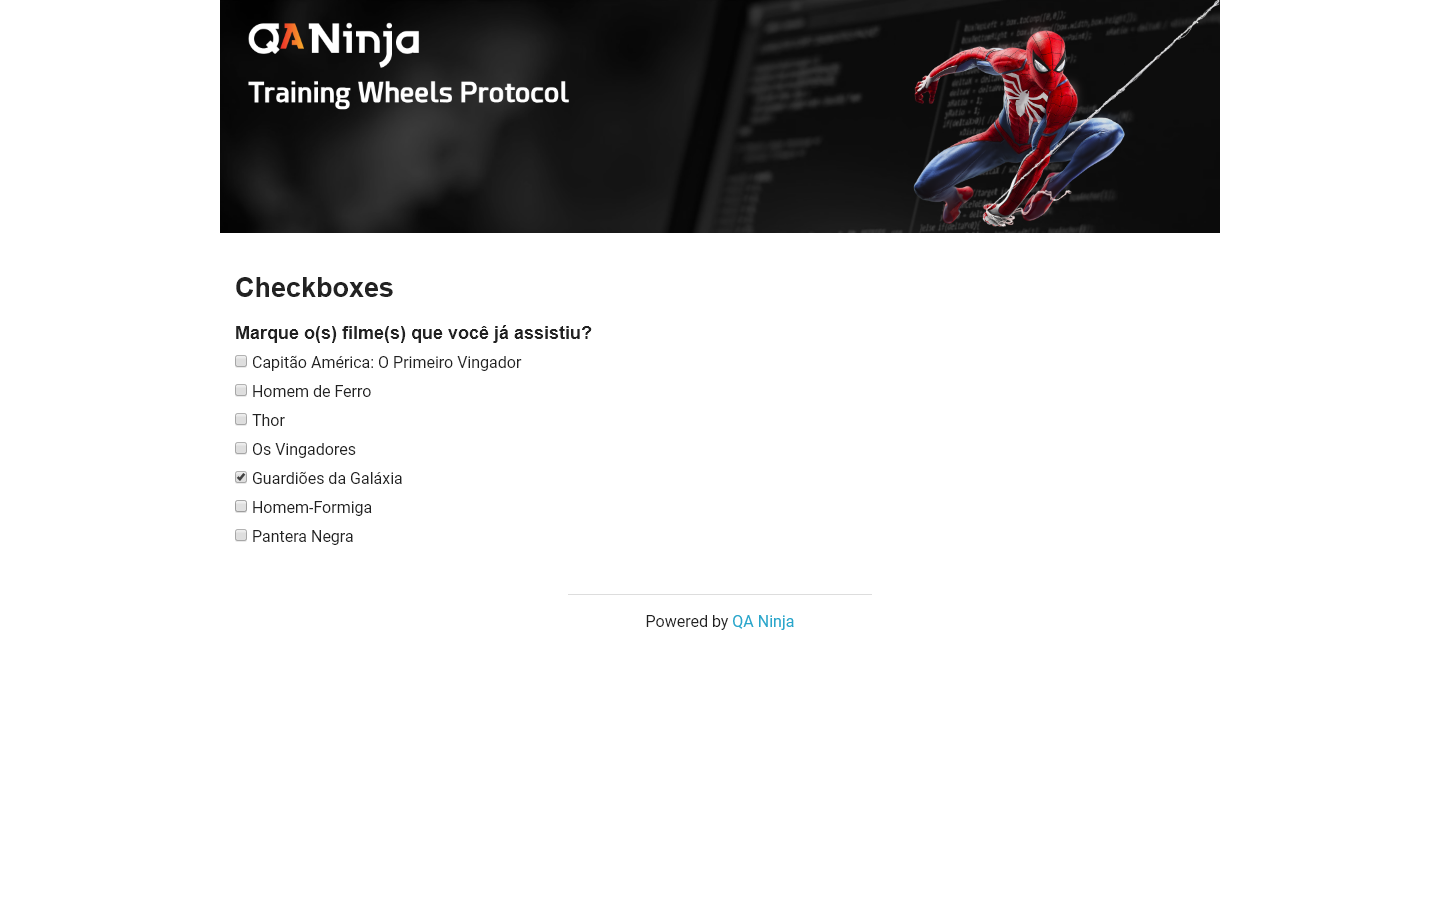 QANinja
Training Wheels Protocol
Checkboxes
Marque o(s) filme(s) que você já assistiu?
Capitão América: O Primeiro Vingador
Homem de Ferro
Thor
Os Vingadores
Guardiões da Galáxia
Homem-Formiga
Pantera Negra
Powered by QA Ninja